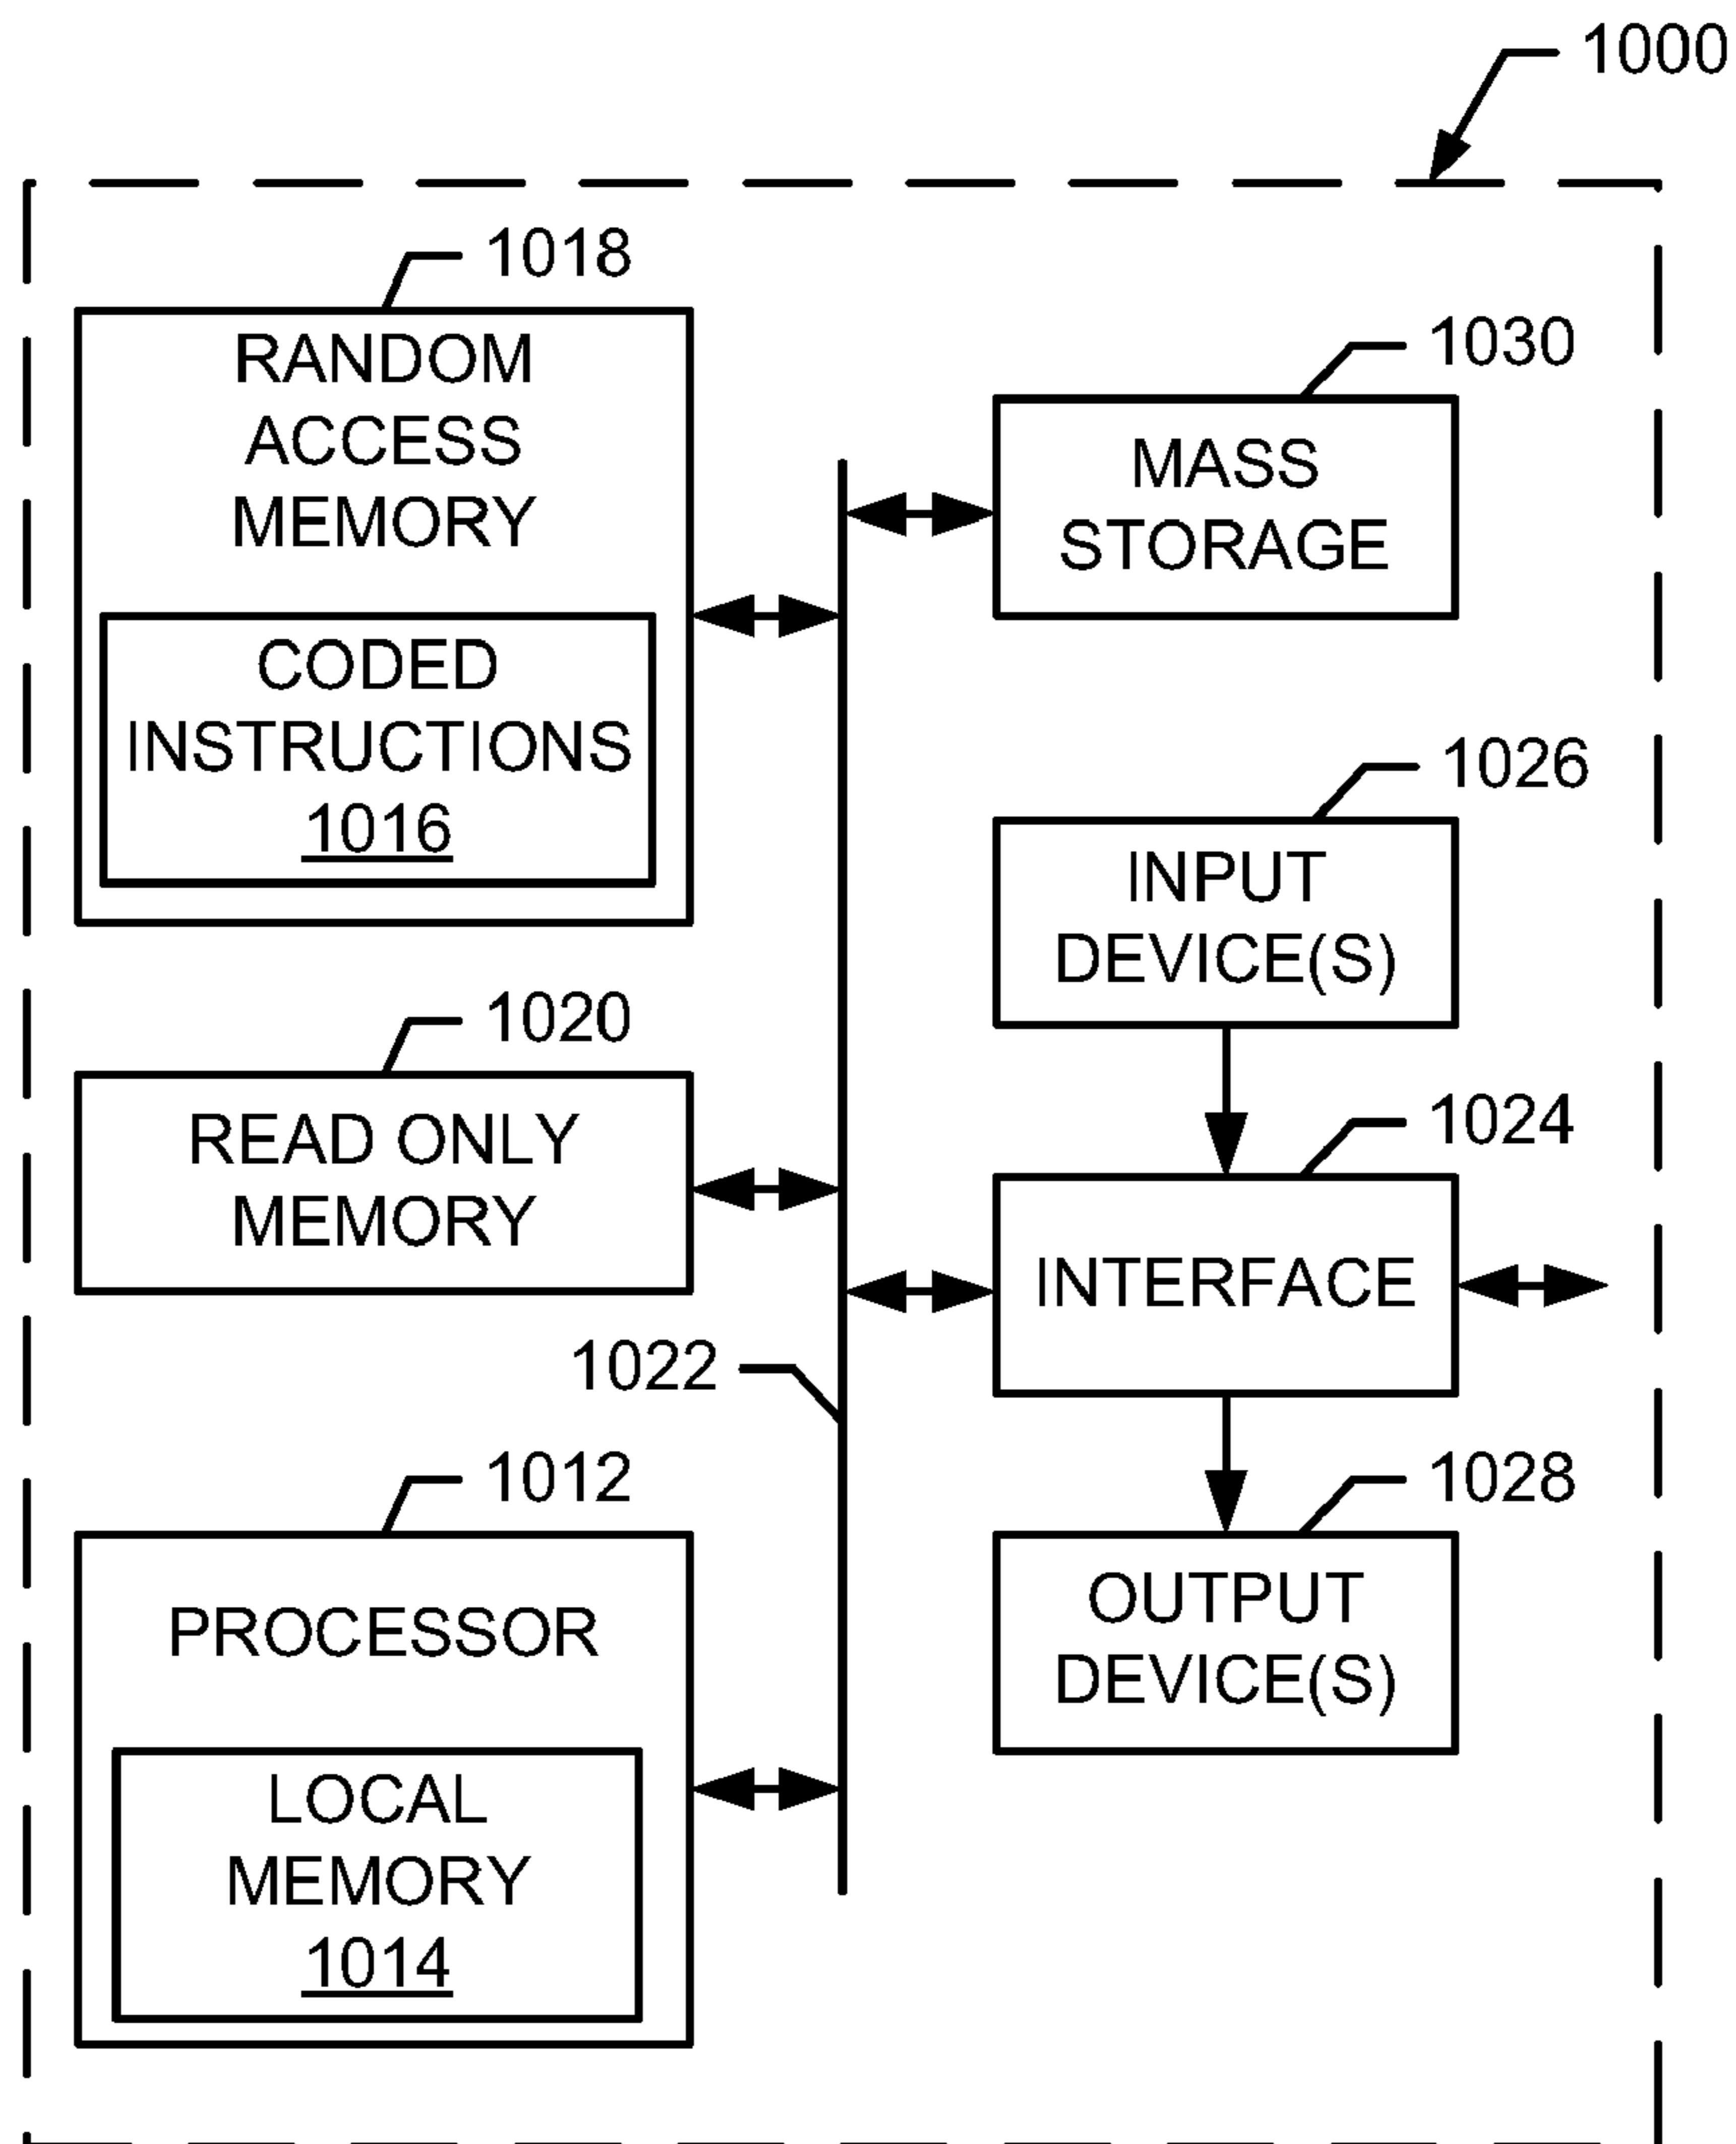 1000
1018
RANDOM
ACCESS
MEMORY
CODED
INSTRUCTIONS
1016
1030
MASS
STORAGE
1026
INPUT
DEVICE(S)
1020
READ ONLY
MEMORY
1024
INTERFACE
1022
1012
PROCESSOR
LOCAL
MEMORY
1014
1028
OUTPUT
DEVICE(S)